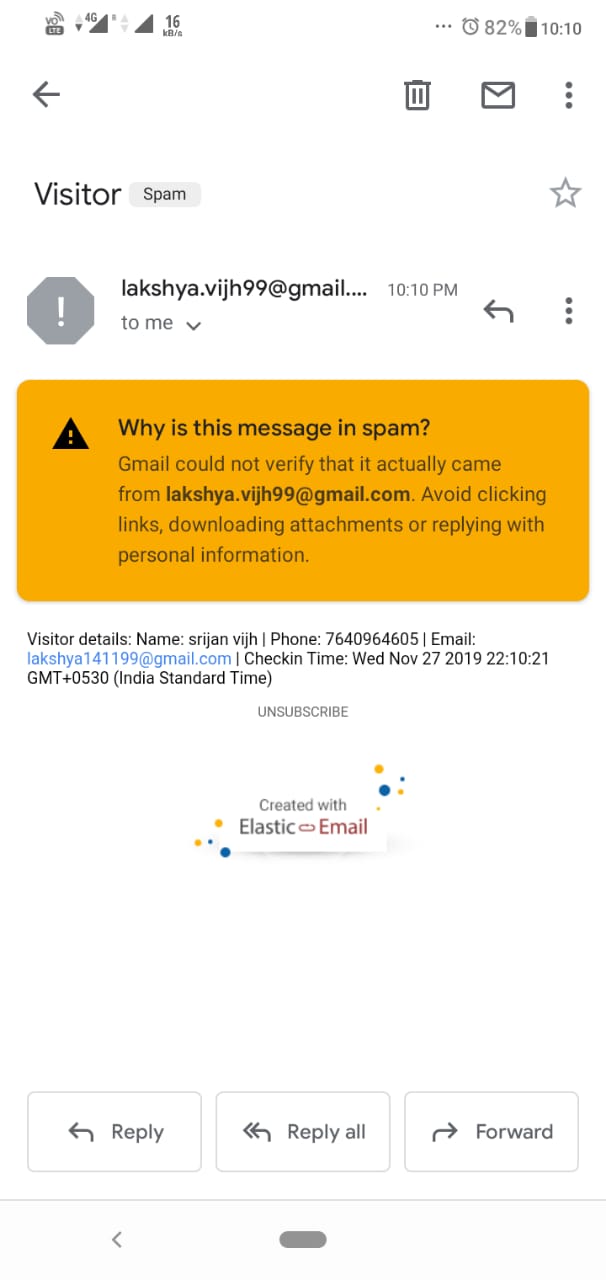 VO LTE 4G R 16 kB/s ... 82% 10:10
Visitor Spam
lakshya.vijh99@gmail.... 10:10 PM
to me
Why is this message in spam?
Gmail could not verify that it actually came
from lakshya.vijh99@gmail.com. Avoid clicking
links, downloading attachments or replying with
personal information.
Visitor details: Name: srijan vijh | Phone: 7640964605 | Email:
lakshya141199@gmail.com | Checkin Time: Wed Nov 27 2019 22:10:21
GMT+0530 (India Standard Time)
UNSUBSCRIBE
Created with
Elastic Email
Reply Reply all Forward